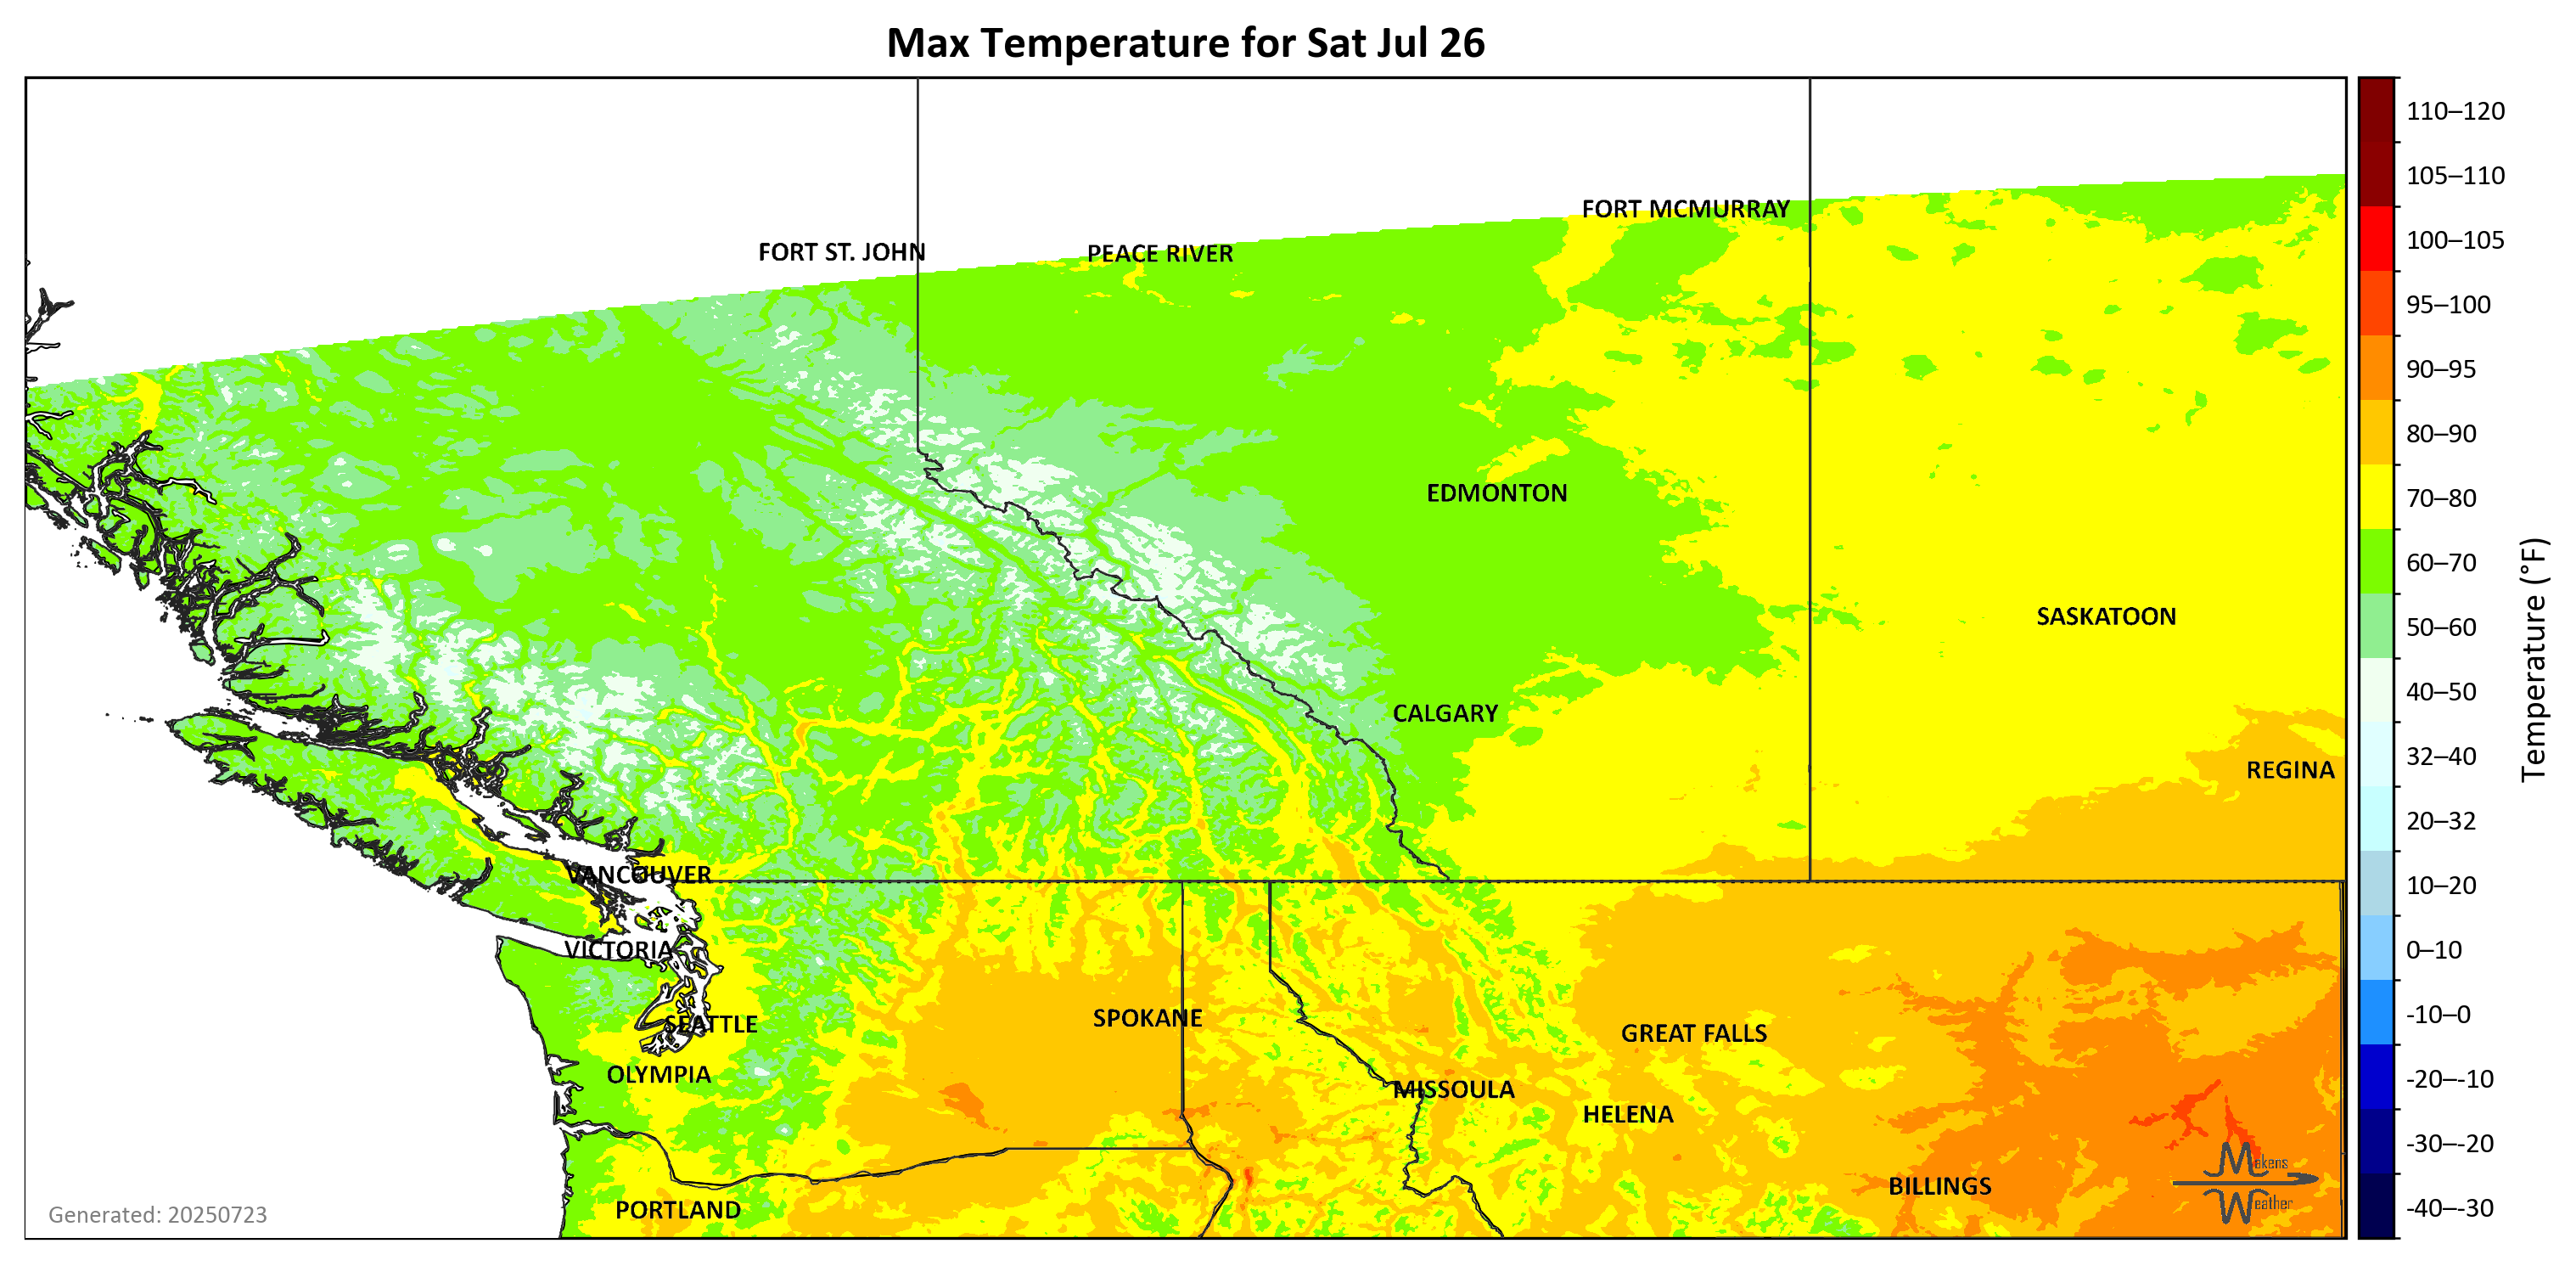 Max Temperature for Sat Jul 26
FORT MCMURRAY
FORT ST. JOHN
PEACE RIVER
EDMONTON
SASKATOON
CALGARY
REGINA
VANCOUVER
VICTORIA
SPOKANE
SEATTLE
GREAT FALLS
OLYMPIA
MISSOULA
HELENA
BILLINGS
PORTLAND
Makens
Weather
Generated: 20250723
110–120
105–110
100–105
95–100
90–95
80–90
70–80
60–70
50–60
40–50
32–40
20–32
10–20
0–10
-10–0
-20–-10
-30–-20
-40–-30
Temperature (°F)